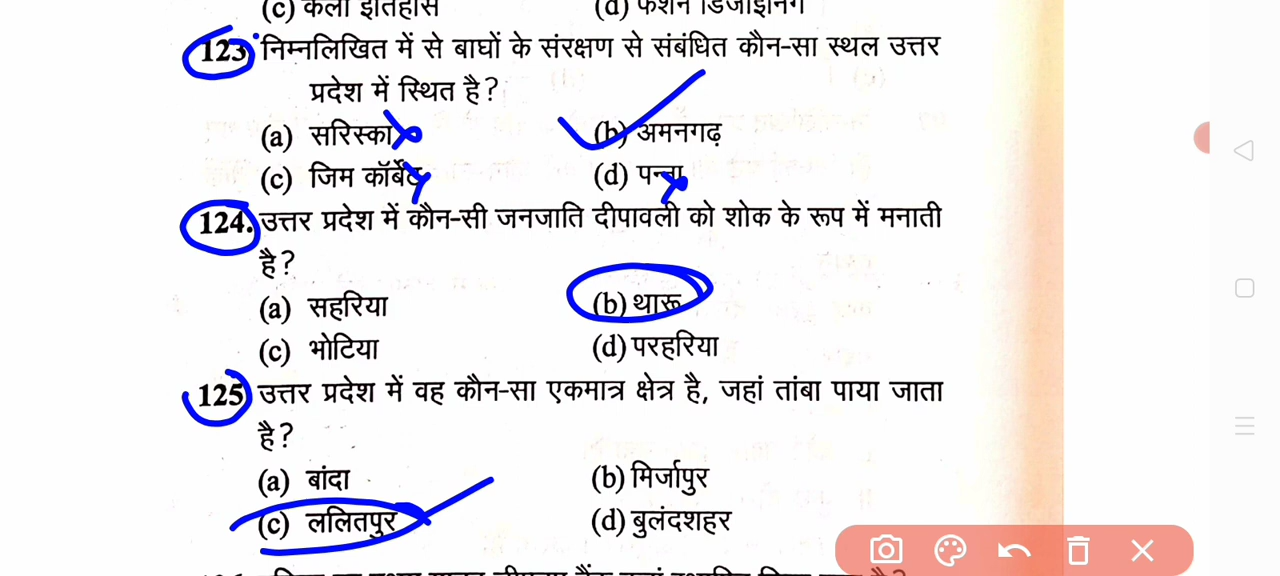 (c) कला इतिहास (d) फैशन डिजाइनिंग
123. निम्नलिखित में से बाघों के संरक्षण से संबंधित कौन-सा स्थल उत्तर
प्रदेश में स्थित है?
(a) सरिस्का (b) अमनगढ़
(c) जिम कॉर्बेट (d) पन्ना
124. उत्तर प्रदेश में कौन-सी जनजाति दीपावली को शोक के रूप में मनाती
है?
(a) सहरिया (b) थारू
(c) भोटिया (d) परहरिया
125. उत्तर प्रदेश में वह कौन-सा एकमात्र क्षेत्र है, जहां तांबा पाया जाता
है?
(a) बांदा (b) मिर्जापुर
(c) ललितपुर (d) बुलंदशहर